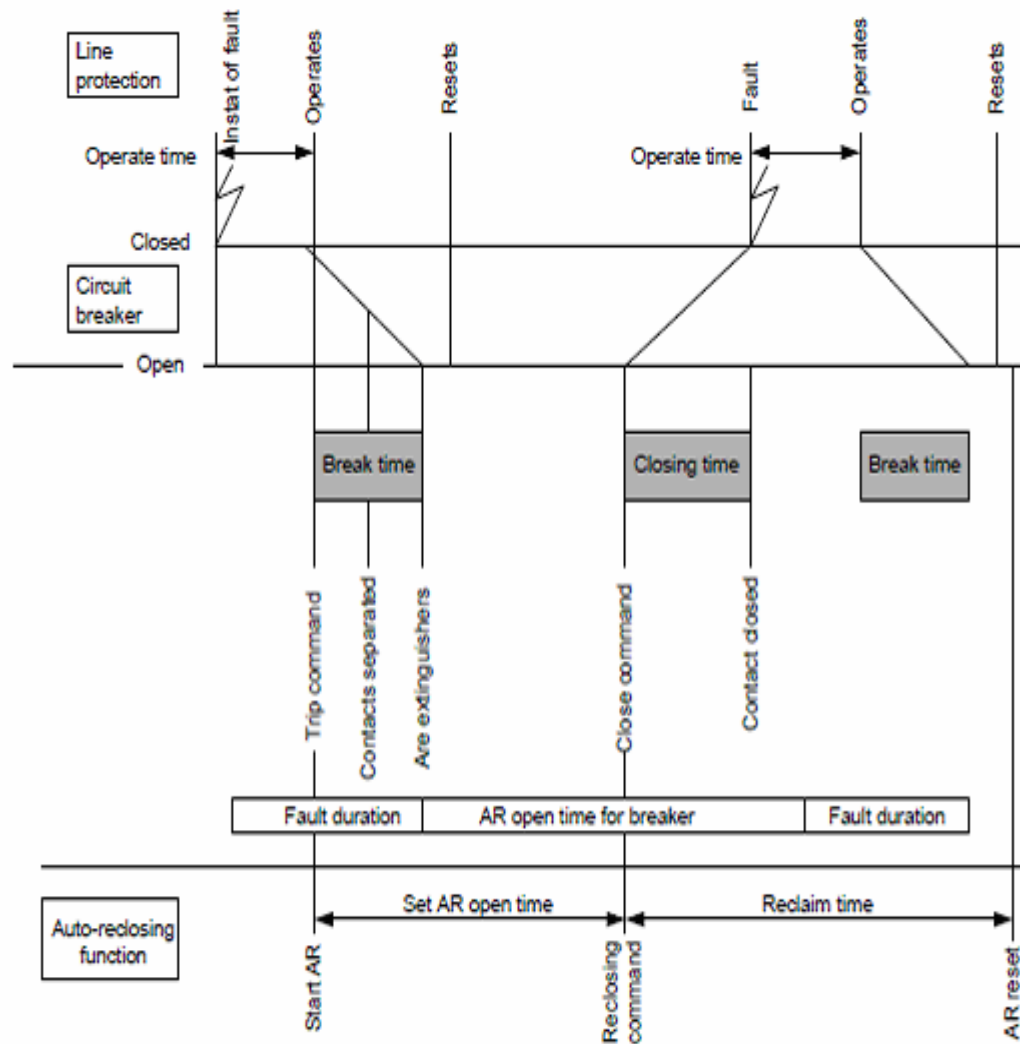 Line
protection
Instat of fault
Operates
Resets
Fault
Operates
Resets
Operate time
Operate time
Closed
Circuit
breaker
Open
Break time
Closing time
Break time
Trip command
Contacts separated
Are extinguishers
Close command
Contact closed
Fault duration
AR open time for breaker
Fault duration
Set AR open time
Reclaim time
Auto-reclosing
function
Start AR
Reclosing
command
AR reset